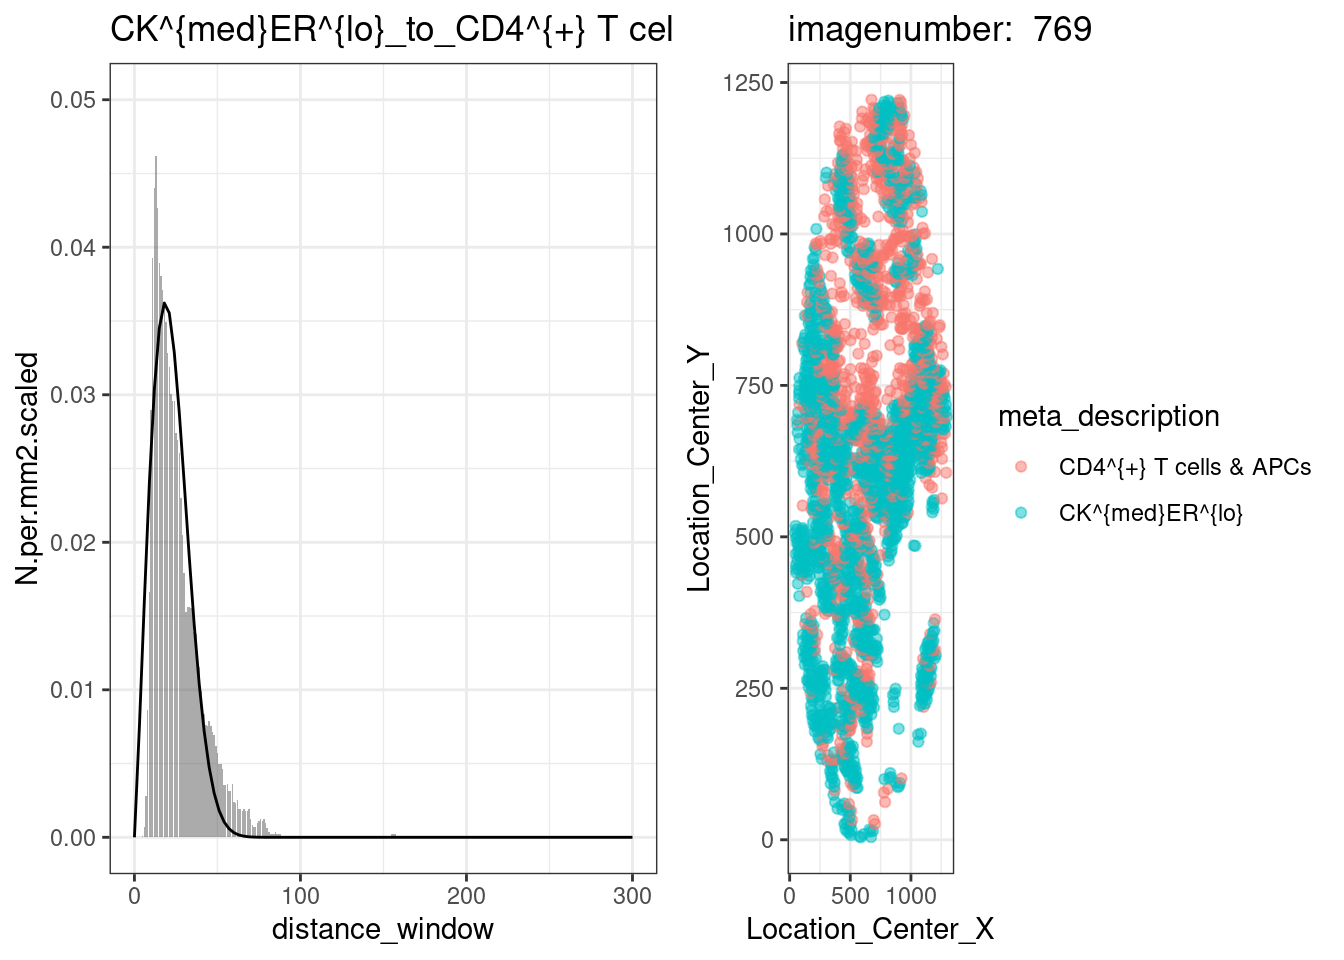 CK^{med}ER^{lo}_to_CD4^{+} T cel
imagenumber:  769
0.05
0.04
0.03
0.02
0.01
0.00
N.per.mm2.scaled
0 100 200 300
distance_window
1250
1000
750
500
250
0
Location_Center_Y
0 500 1000
Location_Center_X
meta_description
CD4^{+} T cells & APCs
CK^{med}ER^{lo}